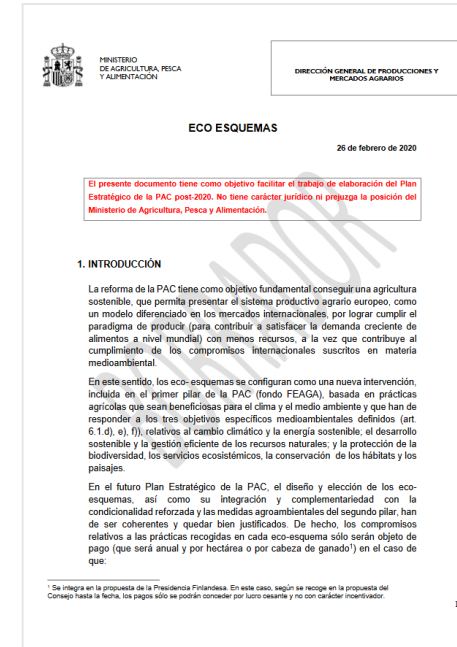 MINISTERIO
DE AGRICULTURA, PESCA
Y ALIMENTACIÓN
DIRECCIÓN GENERAL DE PRODUCCIONES Y
MERCADOS AGRARIOS
ECO ESQUEMAS
26 de febrero de 2020
El presente documento tiene como objetivo facilitar el trabajo de elaboración del Plan
Estratégico de la PAC post-2020. No tiene carácter jurídico ni prejuzga la posición del
Ministerio de Agricultura, Pesca y Alimentación.
BORRADOR
1. INTRODUCCIÓN
La reforma de la PAC tiene como objetivo fundamental conseguir una agricultura
sostenible, que permita presentar el sistema productivo agrario europeo, como
un modelo diferenciado en los mercados internacionales, por lograr cumplir el
paradigma de producir (para contribuir a satisfacer la demanda creciente de
alimentos a nivel mundial) con menos recursos, a la vez que contribuye al
cumplimiento de los compromisos internacionales suscritos en materia
medioambiental.
En este sentido, los eco- esquemas se configuran como una nueva intervención,
incluida en el primer pilar de la PAC (fondo FEAGA), basada en prácticas
agrícolas que sean beneficiosas para el clima y el medio ambiente y que han de
responder a los tres objetivos específicos medioambientales definidos (art.
6.1.d), e), f)), relativos al cambio climático y la energía sostenible; el desarrollo
sostenible y la gestión eficiente de los recursos naturales; y la protección de la
biodiversidad, los servicios ecosistémicos, la conservación de los hábitats y los
paisajes.
En el futuro Plan Estratégico de la PAC, el diseño y elección de los eco-
esquemas, así como su integración y complementariedad con la
condicionalidad reforzada y las medidas agroambientales del segundo pilar, han
de ser coherentes y quedar bien justificados. De hecho, los compromisos
relativos a las prácticas recogidas en cada eco-esquema sólo serán objeto de
pago (que será anual y por hectárea o por cabeza de ganado¹) en el caso de
que:
¹ Se integra en la propuesta de la Presidencia Finlandesa. En este caso, según se recoge en la propuesta del
Consejo hasta la fecha, los pagos sólo se podrán conceder por lucro cesante y no con carácter incentivador.
1